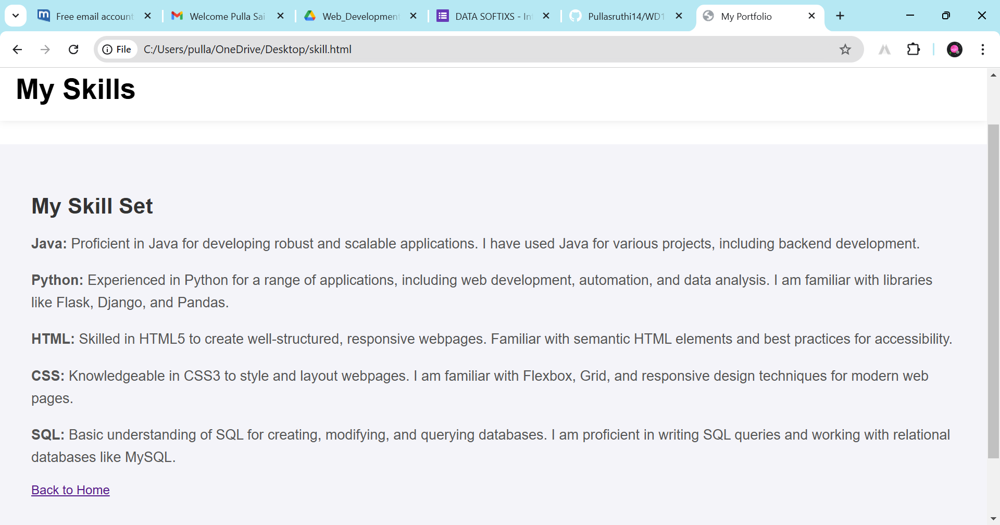 Free email account
Welcome Pulla Sai
Web_Development
DATA SOFTIXS - In
Pullasruthi14/WD1
My Portfolio
File
C:/Users/pulla/OneDrive/Desktop/skill.html
My Skills
My Skill Set
Java: Proficient in Java for developing robust and scalable applications. I have used Java for various projects, including backend development.
Python: Experienced in Python for a range of applications, including web development, automation, and data analysis. I am familiar with libraries
like Flask, Django, and Pandas.
HTML: Skilled in HTML5 to create well-structured, responsive webpages. Familiar with semantic HTML elements and best practices for accessibility.
CSS: Knowledgeable in CSS3 to style and layout webpages. I am familiar with Flexbox, Grid, and responsive design techniques for modern web
pages.
SQL: Basic understanding of SQL for creating, modifying, and querying databases. I am proficient in writing SQL queries and working with relational
databases like MySQL.
Back to Home